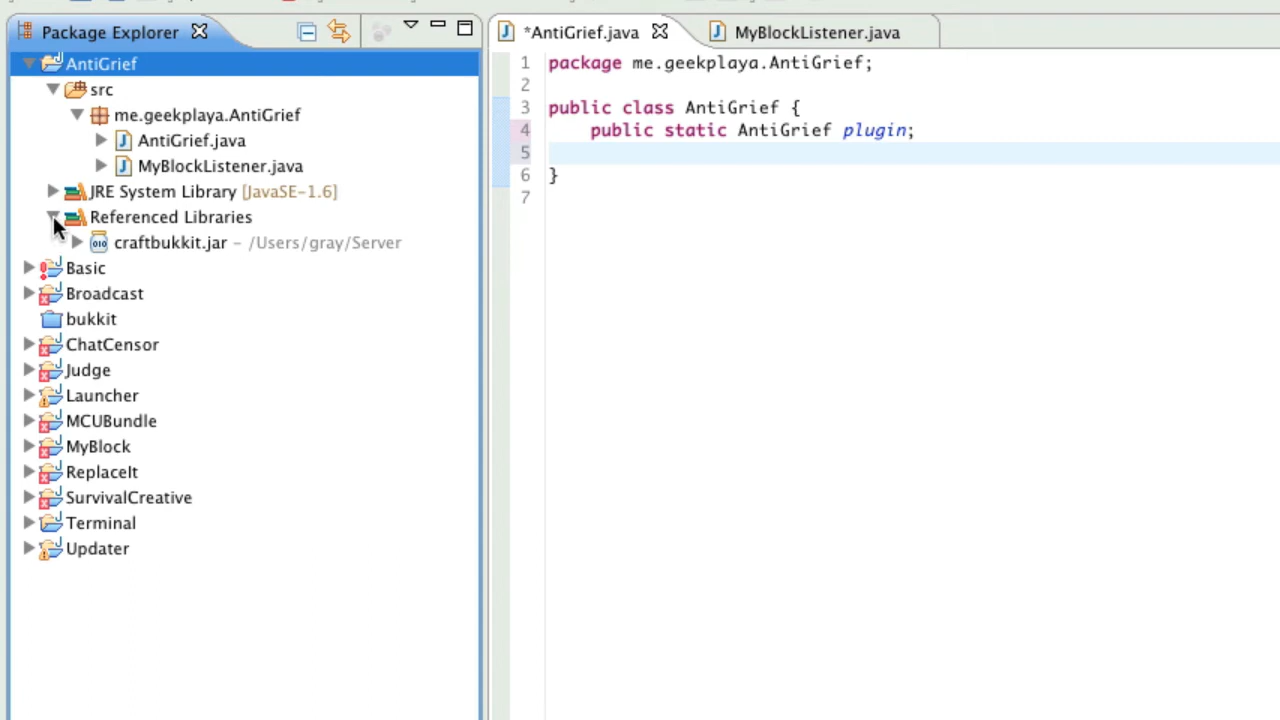 Package Explorer
AntiGrief
src
me.geekplaya.AntiGrief
AntiGrief.java
MyBlockListener.java
JRE System Library [JavaSE-1.6]
Referenced Libraries
craftbukkit.jar – /Users/gray/Server
Basic
Broadcast
bukkit
ChatCensor
Judge
Launcher
MCUBundle
MyBlock
ReplaceIt
SurvivalCreative
Terminal
Updater
*AntiGrief.java MyBlockListener.java
1 package me.geekplaya.AntiGrief;
2
3 public class AntiGrief {
4 public static AntiGrief plugin;
5
6 }
7